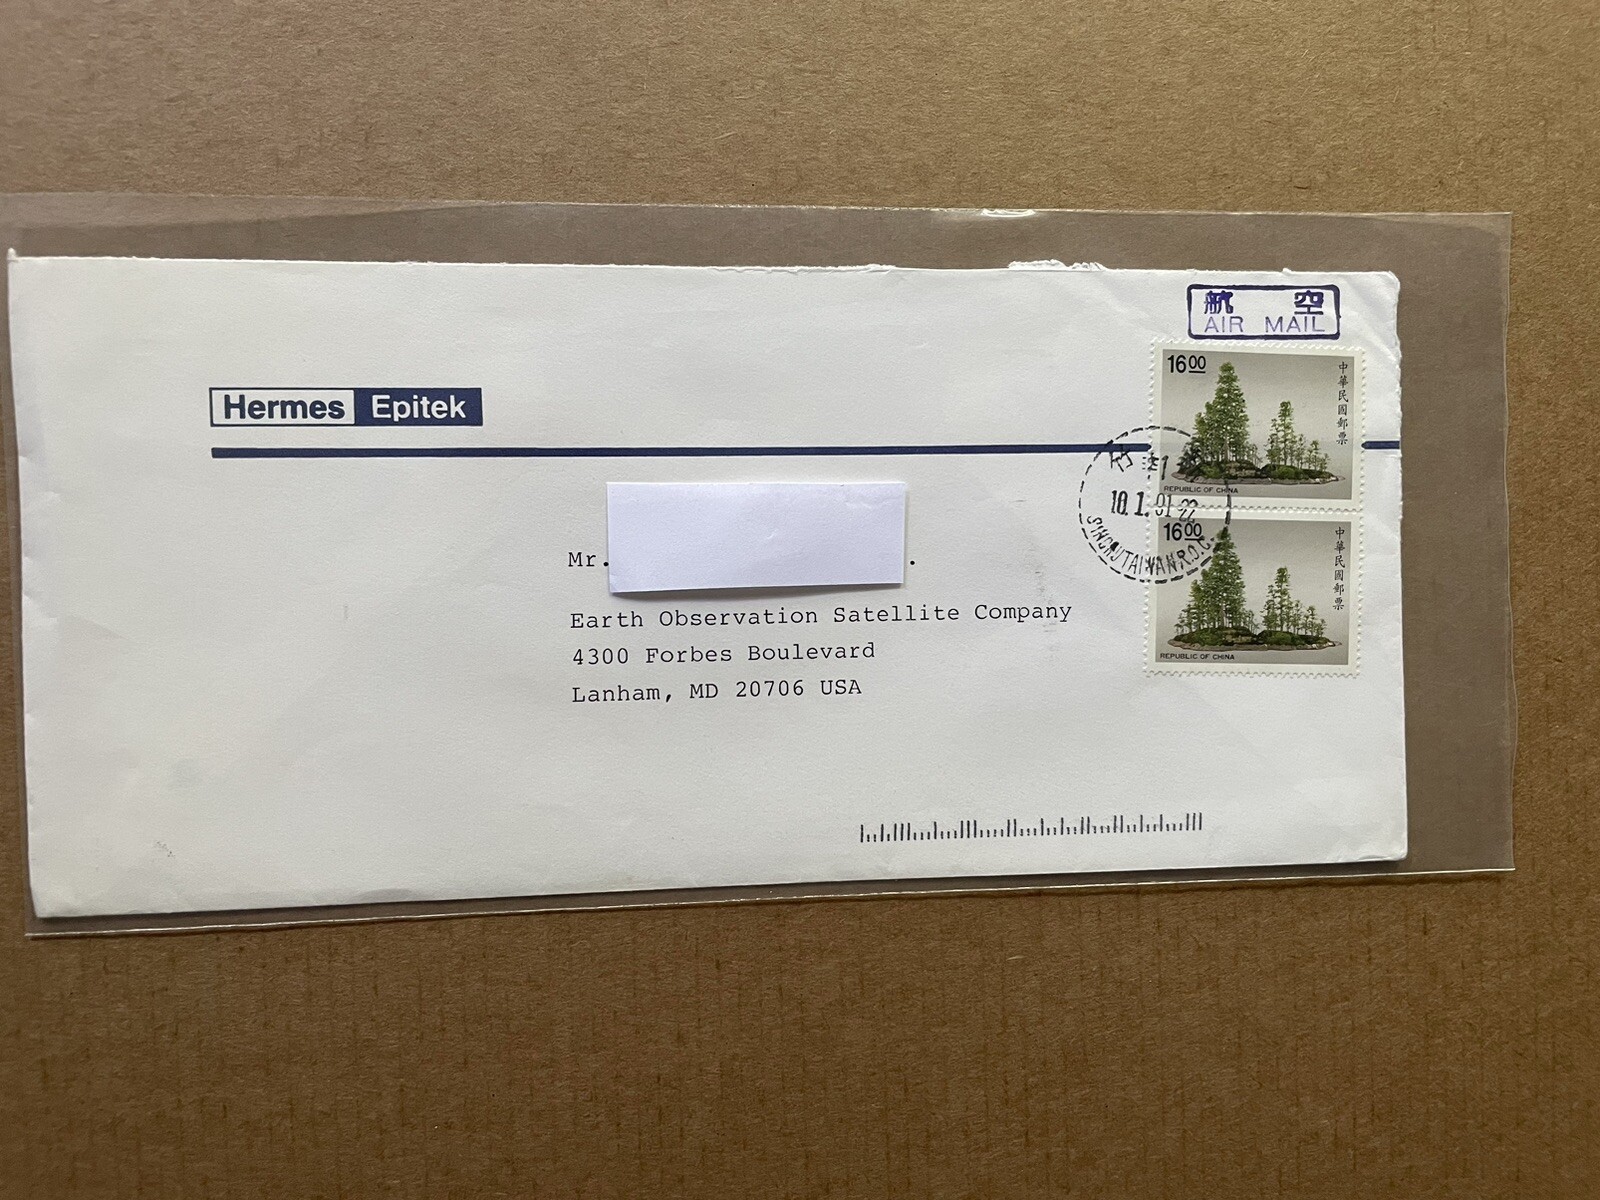 航 空
AIR MAIL
16 00
中華民國郵票
REPUBLIC OF CHINA
Hermes Epitek
竹
10.1.91-22
TAIWAN R.O.C.
16 00
中華民國郵票
REPUBLIC OF CHINA
Mr. .
Earth Observation Satellite Company
4300 Forbes Boulevard
Lanham, MD 20706 USA